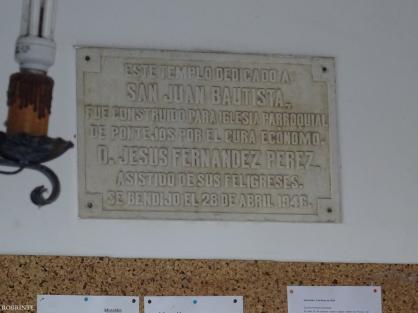 ESTE TEMPLO DEDICADO A
SAN JUAN BAUTISTA,
FUE CONSTRUIDO PARA IGLESIA PARROQUIAL
DE PONTEJOS POR EL CURA ECONOMO.
D. JESUS FERNANDEZ PEREZ.
ASISTIDO DE SUS FELIGRESES.
SE BENDIJO EL 28 DE ABRIL 1946.